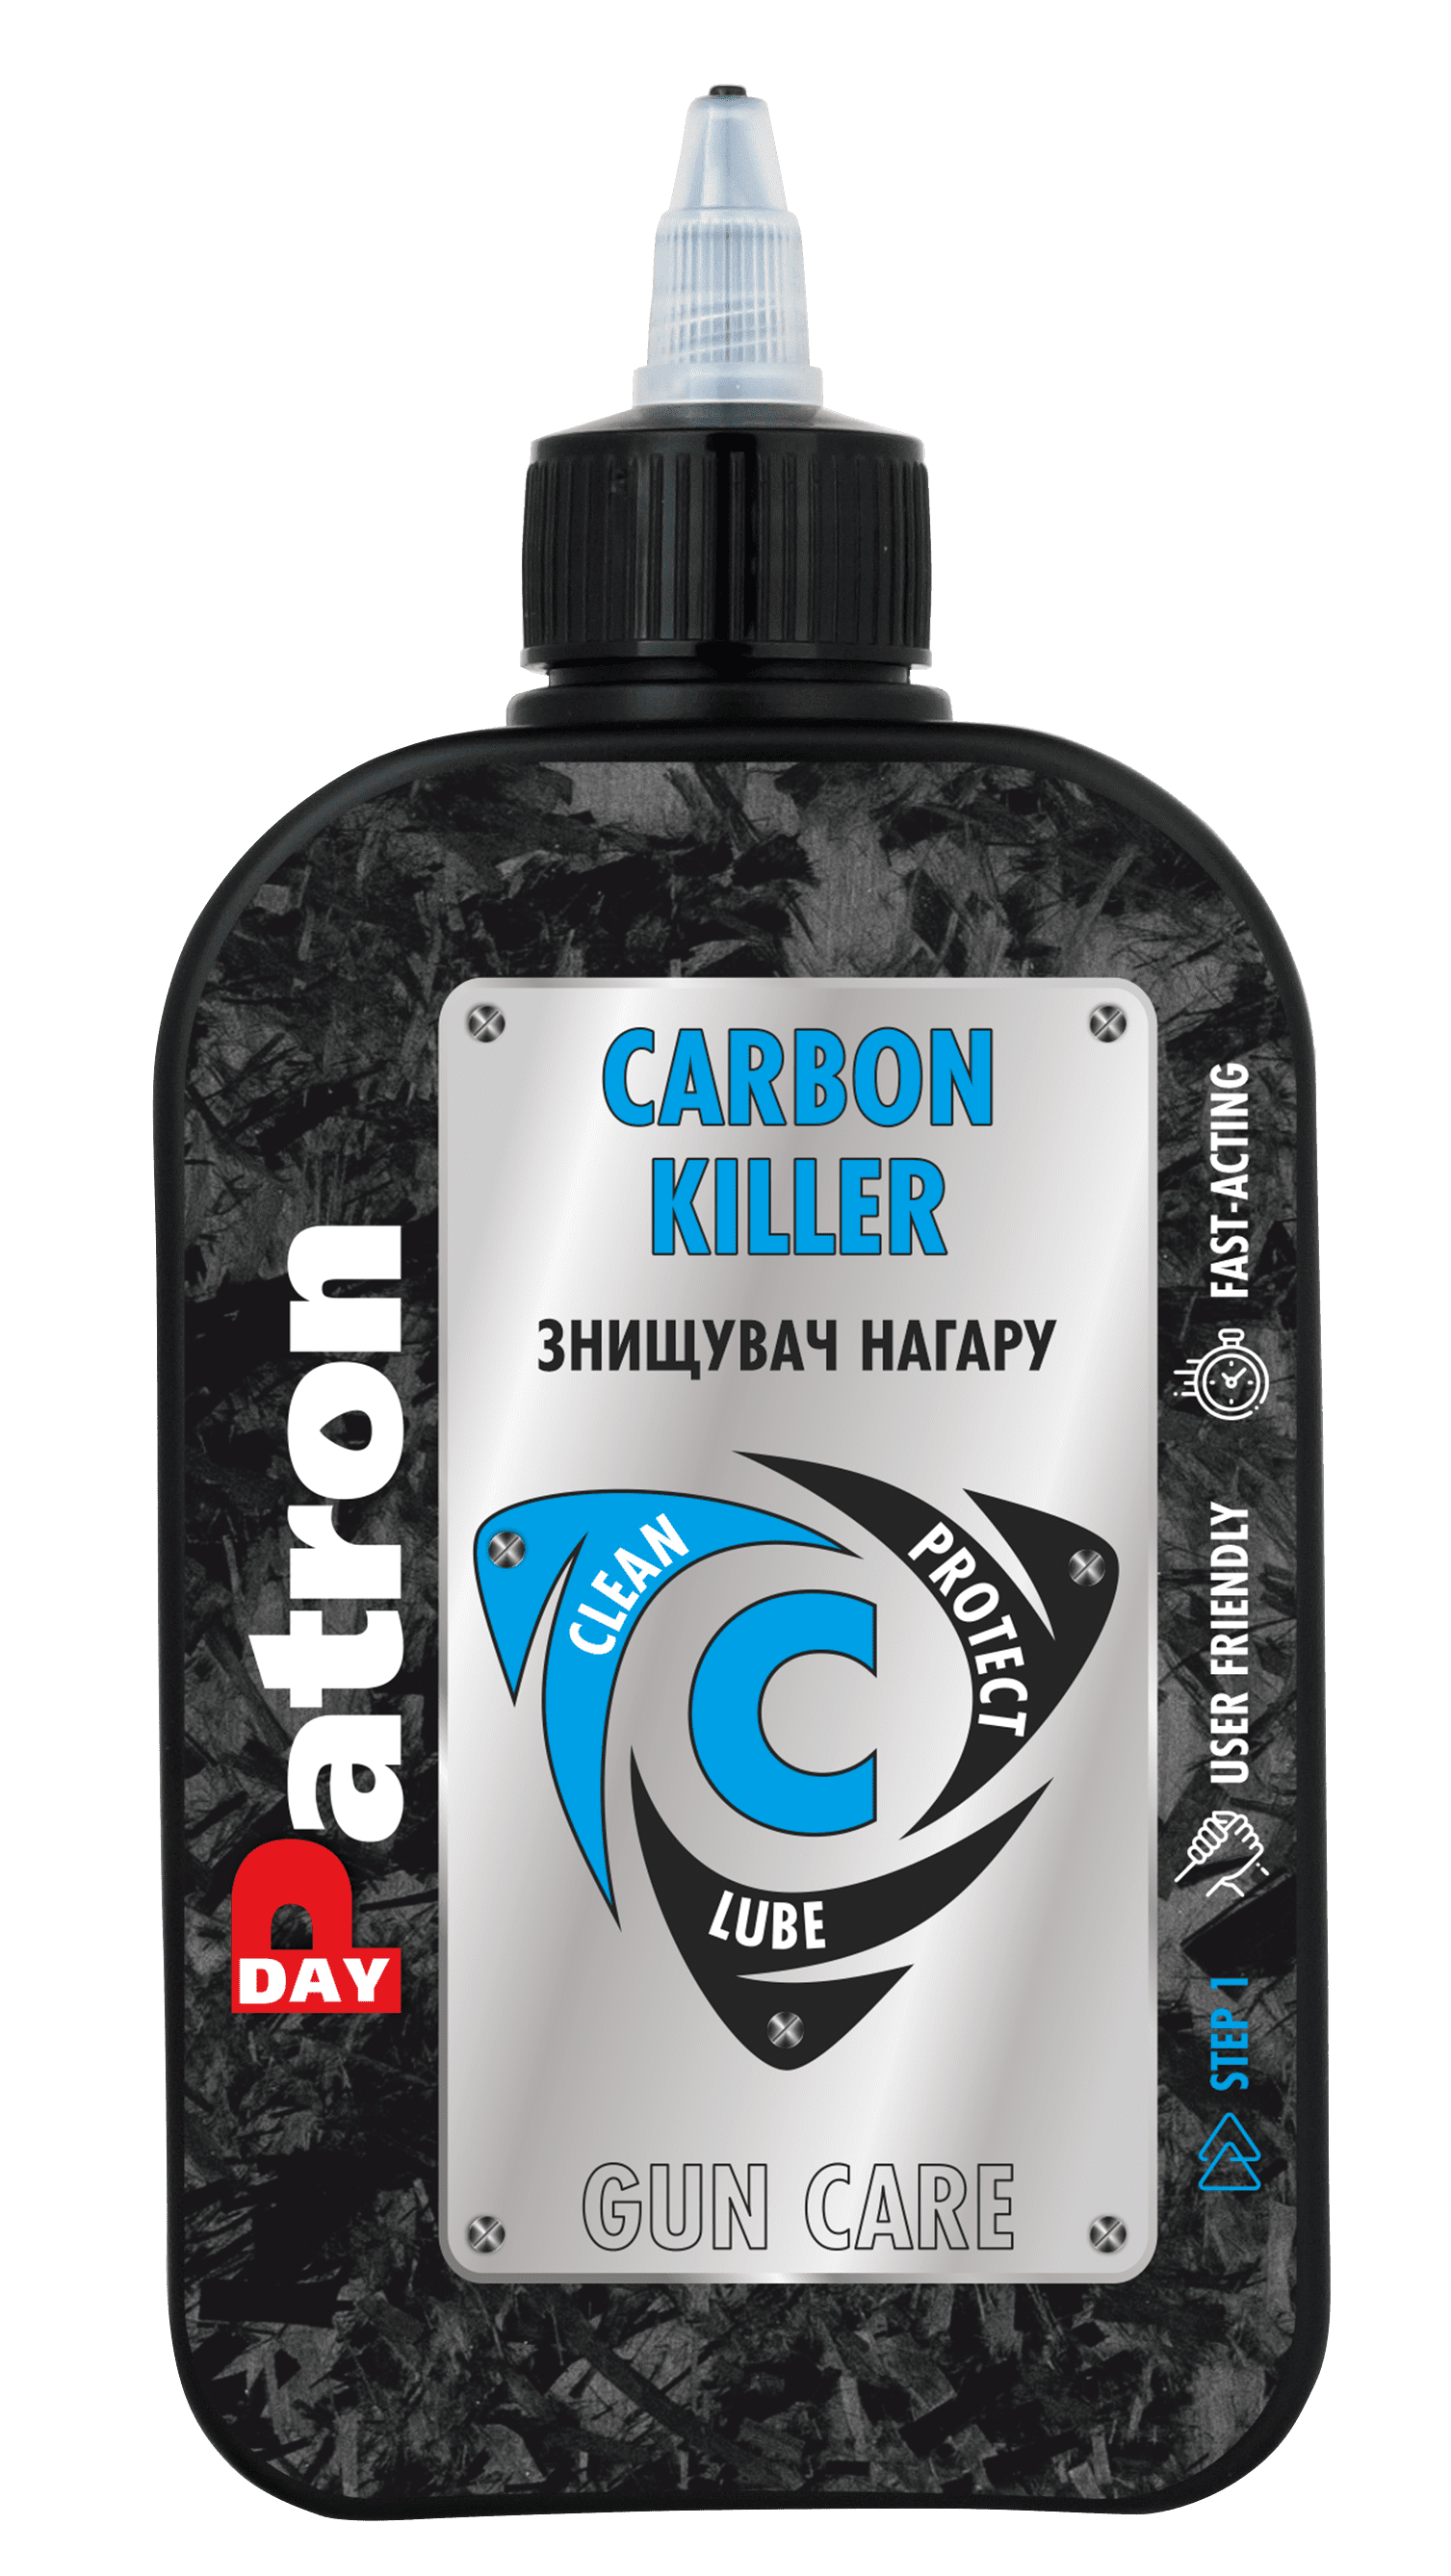 CARBON
KILLER
ЗНИЩУВАЧ НАГАРУ
CLEAN
PROTECT
C
LUBE
GUN CARE
Patron
DAY
FAST-ACTING
USER FRIENDLY
STEP 1